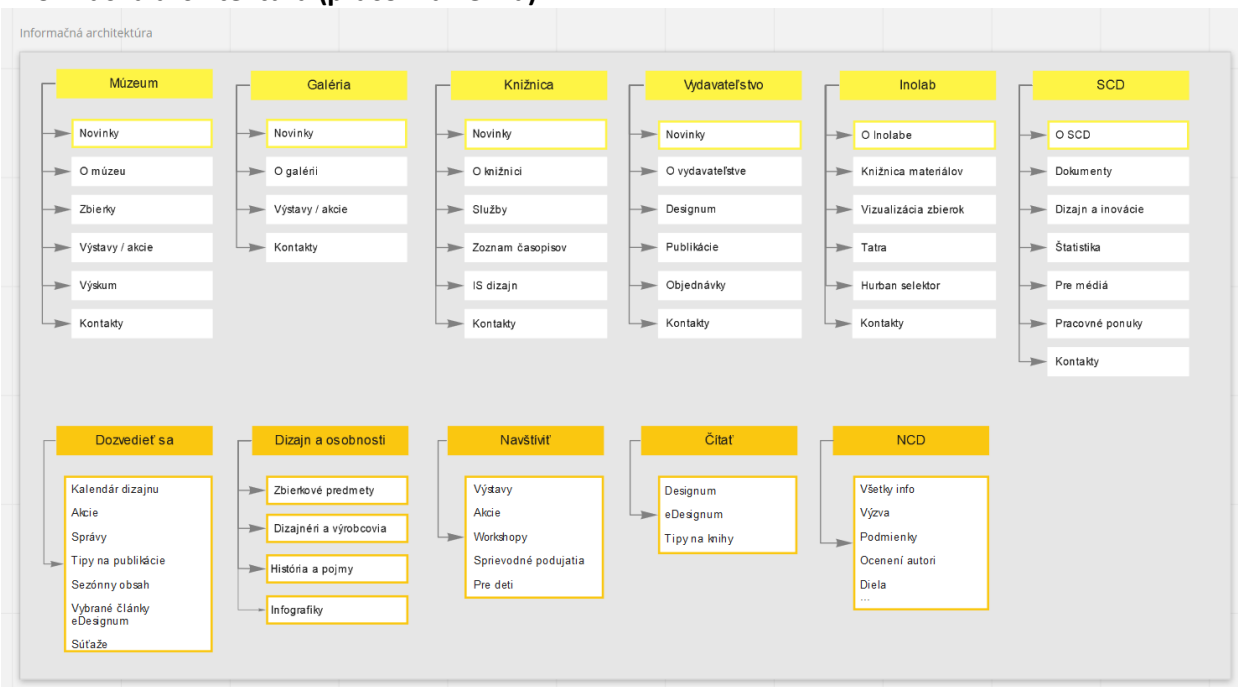 Informačná architektúra
Múzeum
Novinky
O múzeu
Zbierky
Výstavy / akcie
Výskum
Kontakty
Galéria
Novinky
O galérii
Výstavy / akcie
Kontakty
Knižnica
Novinky
O knižnici
Služby
Zoznam časopisov
IS dizajn
Kontakty
Vydavateľstvo
Novinky
O vydavateľstve
Designum
Publikácie
Objednávky
Kontakty
Inolab
O Inolabe
Knižnica materiálov
Vizualizácia zbierok
Tatra
Hurban selektor
Kontakty
SCD
O SCD
Dokumenty
Dizajn a inovácie
Štatistika
Pre médiá
Pracovné ponuky
Kontakty
Dozvedieť sa
Kalendár dizajnu
Akcie
Správy
Tipy na publikácie
Sezónny obsah
Vybrané články
eDesignum
Súťaže
Dizajn a osobnosti
Zbierkové predmety
Dizajnéri a výrobcovia
História a pojmy
Infografiky
Navštíviť
Výstavy
Akcie
Workshopy
Sprievodné podujatia
Pre deti
Čítať
Designum
eDesignum
Tipy na knihy
NCD
Všetky info
Výzva
Podmienky
Ocenení autori
Diela
...